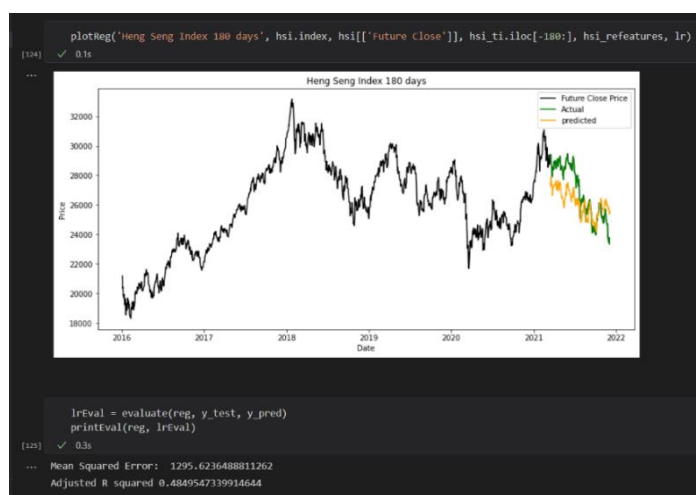 plotReg('Heng Seng Index 180 days', hsi.index, hsi[['Future Close']], hsi_ti.iloc[-180:], hsi_refeatures, lr)
[124] ✓ 0.1s
...
Heng Seng Index 180 days
Future Close Price
Actual
predicted
32000
30000
28000
26000
24000
22000
20000
18000
Price
2016 2017 2018 2019 2020 2021 2022
Date
lrEval = evaluate(reg, y_test, y_pred)
printEval(reg, lrEval)
[125] ✓ 0.3s
... Mean Squared Error: 1295.6236488811262
Adjusted R squared 0.4849547339914644